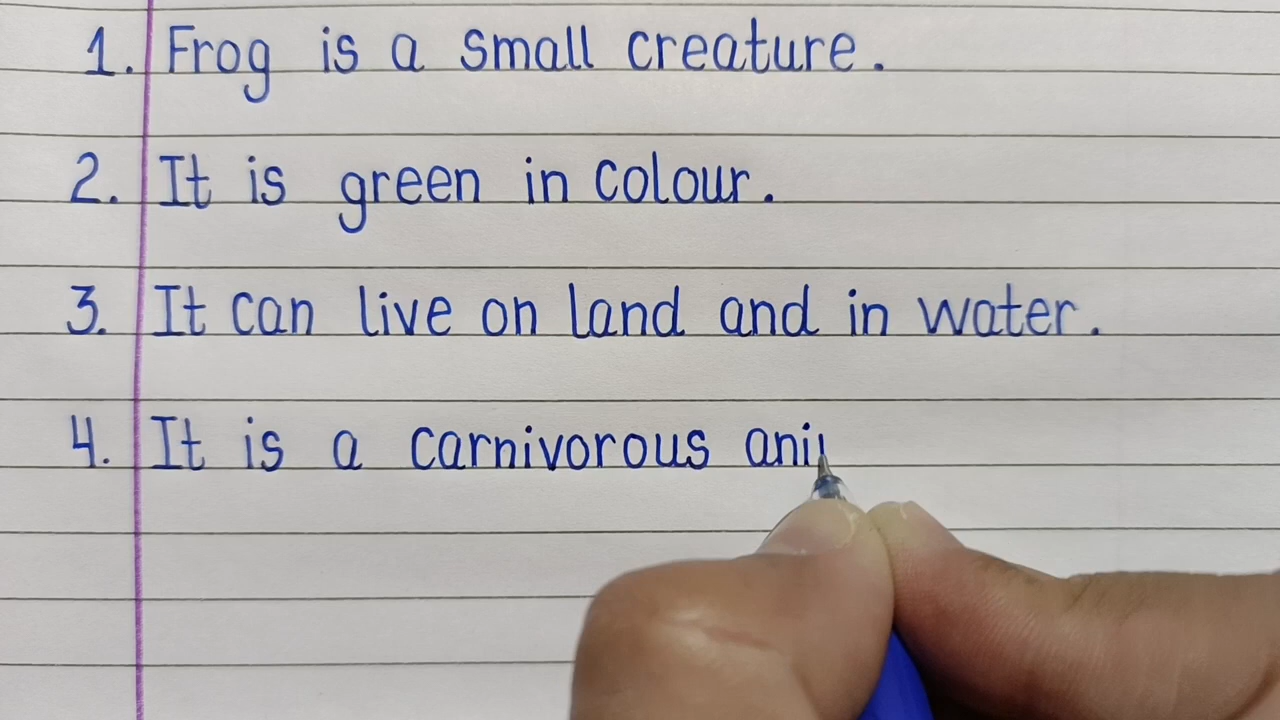 1. Frog is a small creature.
2. It is green in colour.
3. It can live on land and in water.
4. It is a carnivorous ani